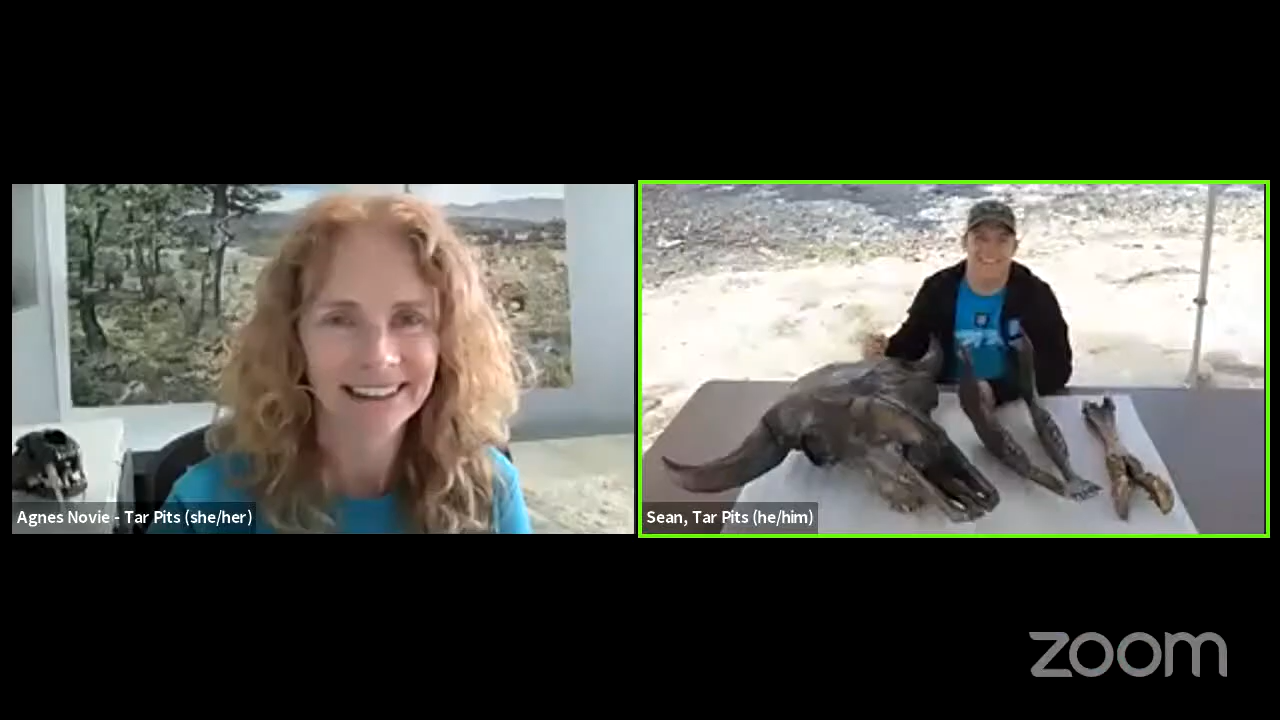 Agnes Novie - Tar Pits (she/her)
Sean, Tar Pits (he/him)
zoom